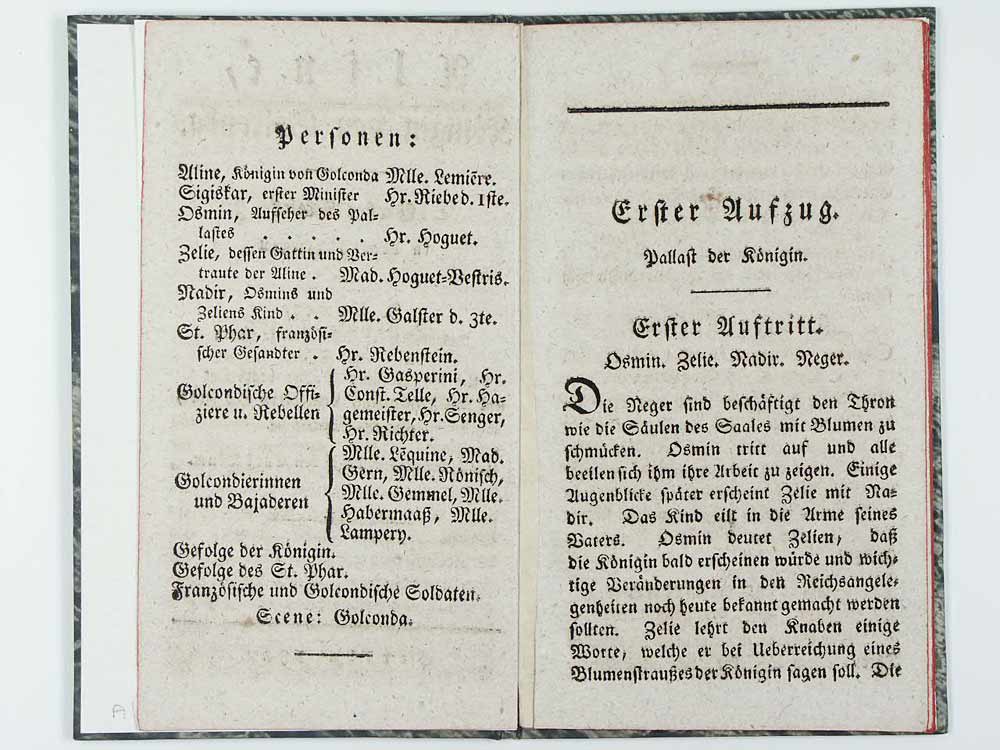 Personen:
Aline, Königin von Golconda Mlle. Lemiēre.
Sigiskar, erster Minister Hr. Riebe d. 1ste.
Osmin, Aufseher des Pal-
lastes . . . . . Hr. Hoguet.
Zelie, dessen Gattin und Ver-
traute der Aline . Mad. Hoguet-Vestris.
Nadir, Osmins und
Zeliens Kind . . Mlle. Galster d. 3te.
St. Phar, französi-
scher Gesandter . Hr. Rebenstein.
Golcondische Offi-
ziere u. Rebellen
Hr. Gasperini, Hr.
Const. Telle, Hr. Ha-
gemeister, Hr. Senger,
Hr. Richter.
Golcondierinnen
und Bajaderen
Mlle. Lēquine, Mad.
Gern, Mlle. Rönisch,
Mlle. Gemmel, Mlle.
Habermaaß, Mlle.
Lampery.
Gefolge der Königin.
Gefolge des St. Phar.
Französische und Golcondische Soldaten.
Scene: Golconda.
Erster Aufzug.
Pallast der Königin.
Erster Auftritt.
Osmin. Zelie. Nadir. Neger.
Die Neger sind beschäftigt den Thron
wie die Säulen des Saales mit Blumen zu
schmücken. Osmin tritt auf und alle
beeilen sich ihm ihre Arbeit zu zeigen. Einige
Augenblicke später erscheint Zelie mit Na-
dir. Das Kind eilt in die Arme seines
Vaters. Osmin deutet Zelien, daß
die Königin bald erscheinen würde und wich-
tige Veränderungen in den Reichsangele-
genheiten noch heute bekannt gemacht werden
sollten. Zelie lehrt den Knaben einige
Worte, welche er bei Ueberreichung eines
Blumenstraußes der Königin sagen soll. Die